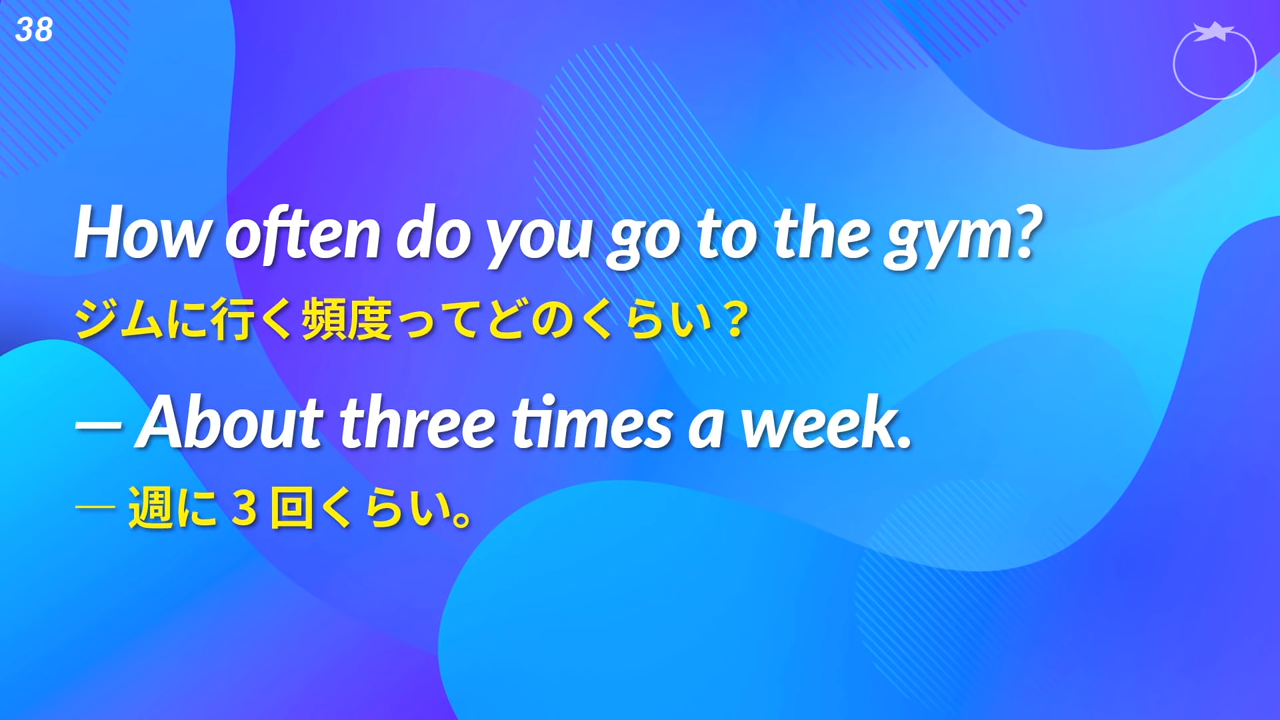 38
How often do you go to the gym?
ジムに行く頻度ってどのくらい？
– About three times a week.
― 週に 3 回くらい。